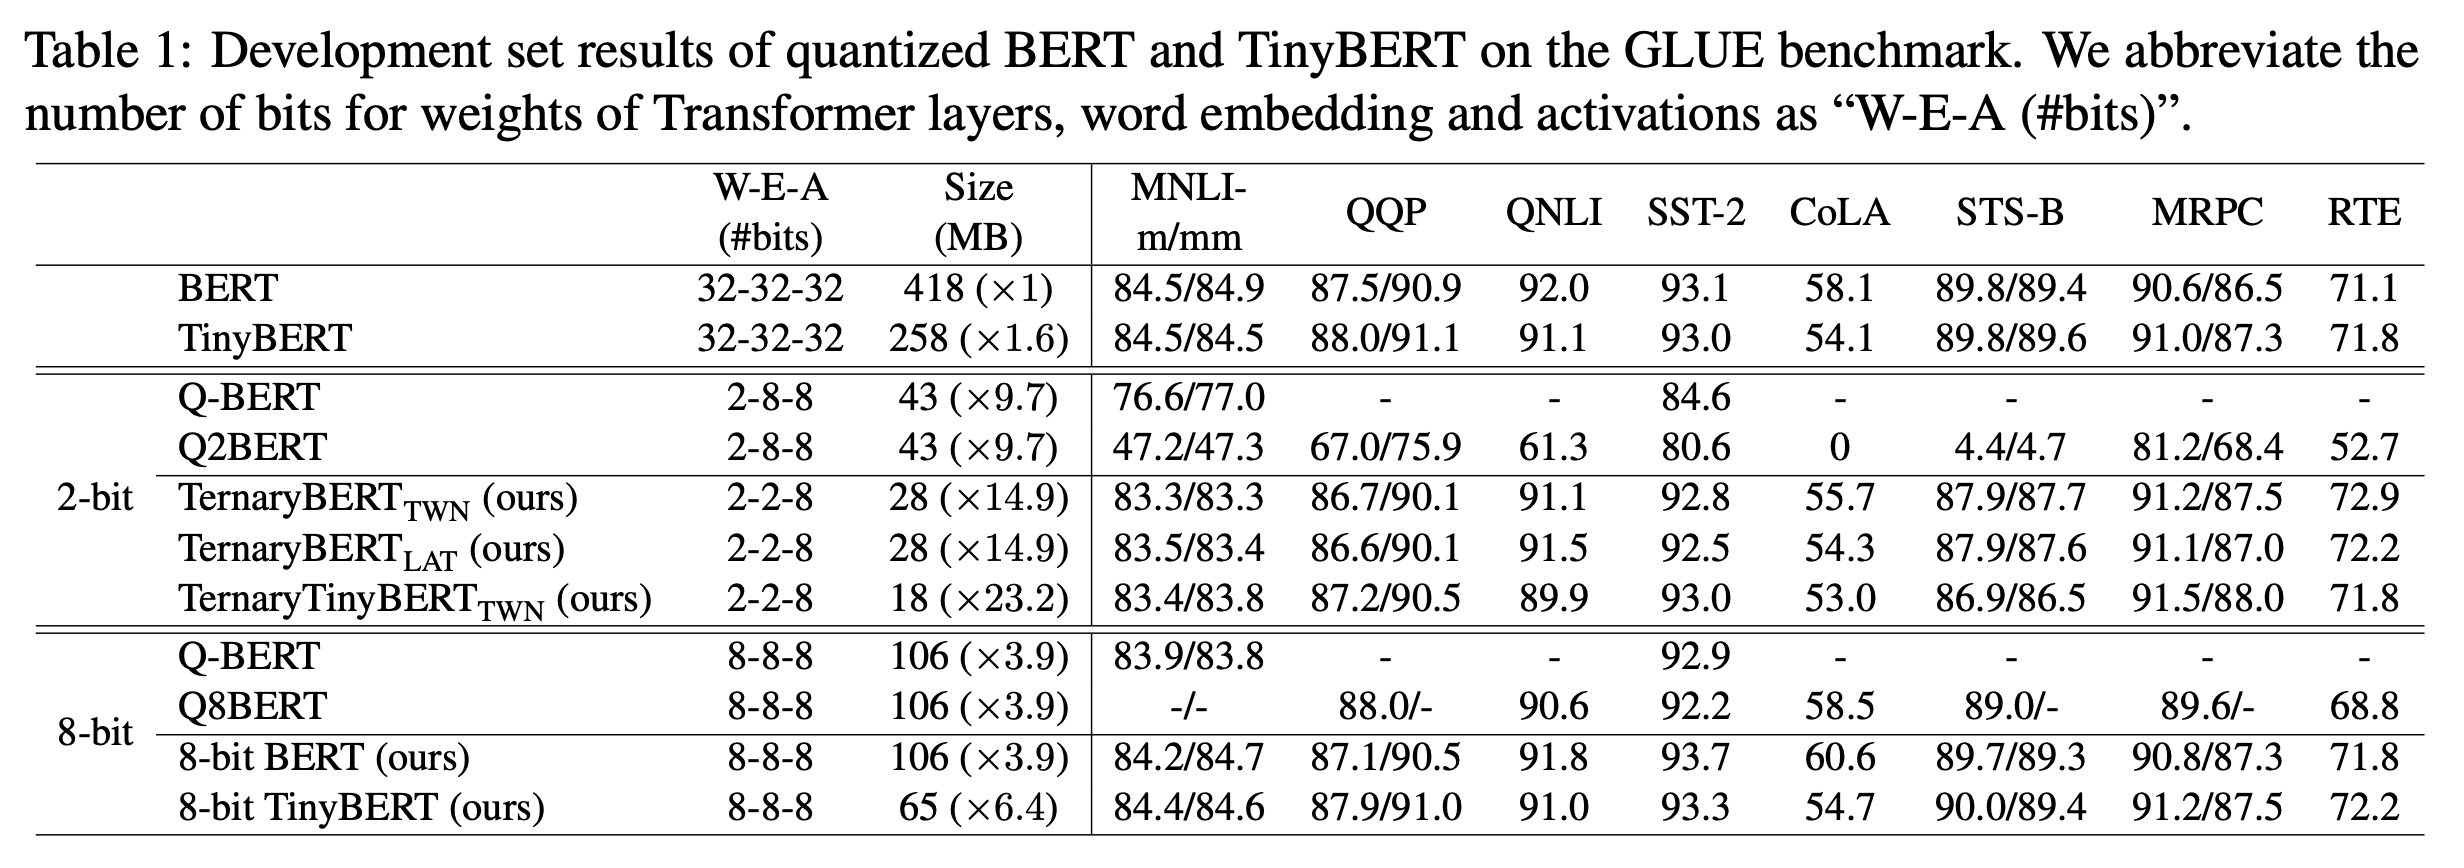 Table 1: Development set results of quantized BERT and TinyBERT on the GLUE benchmark. We abbreviate the
number of bits for weights of Transformer layers, word embedding and activations as “W-E-A (#bits)”.
W-E-A (#bits) Size (MB) MNLI-m/mm QQP QNLI SST-2 CoLA STS-B MRPC RTE
BERT 32-32-32 418 (×1) 84.5/84.9 87.5/90.9 92.0 93.1 58.1 89.8/89.4 90.6/86.5 71.1
TinyBERT 32-32-32 258 (×1.6) 84.5/84.5 88.0/91.1 91.1 93.0 54.1 89.8/89.6 91.0/87.3 71.8
2-bit
Q-BERT 2-8-8 43 (×9.7) 76.6/77.0 - - 84.6 - - - -
Q2BERT 2-8-8 43 (×9.7) 47.2/47.3 67.0/75.9 61.3 80.6 0 4.4/4.7 81.2/68.4 52.7
TernaryBERT TWN (ours) 2-2-8 28 (×14.9) 83.3/83.3 86.7/90.1 91.1 92.8 55.7 87.9/87.7 91.2/87.5 72.9
TernaryBERT LAT (ours) 2-2-8 28 (×14.9) 83.5/83.4 86.6/90.1 91.5 92.5 54.3 87.9/87.6 91.1/87.0 72.2
TernaryTinyBERT TWN (ours) 2-2-8 18 (×23.2) 83.4/83.8 87.2/90.5 89.9 93.0 53.0 86.9/86.5 91.5/88.0 71.8
8-bit
Q-BERT 8-8-8 106 (×3.9) 83.9/83.8 - - 92.9 - - - -
Q8BERT 8-8-8 106 (×3.9) -/- 88.0/- 90.6 92.2 58.5 89.0/- 89.6/- 68.8
8-bit BERT (ours) 8-8-8 106 (×3.9) 84.2/84.7 87.1/90.5 91.8 93.7 60.6 89.7/89.3 90.8/87.3 71.8
8-bit TinyBERT (ours) 8-8-8 65 (×6.4) 84.4/84.6 87.9/91.0 91.0 93.3 54.7 90.0/89.4 91.2/87.5 72.2